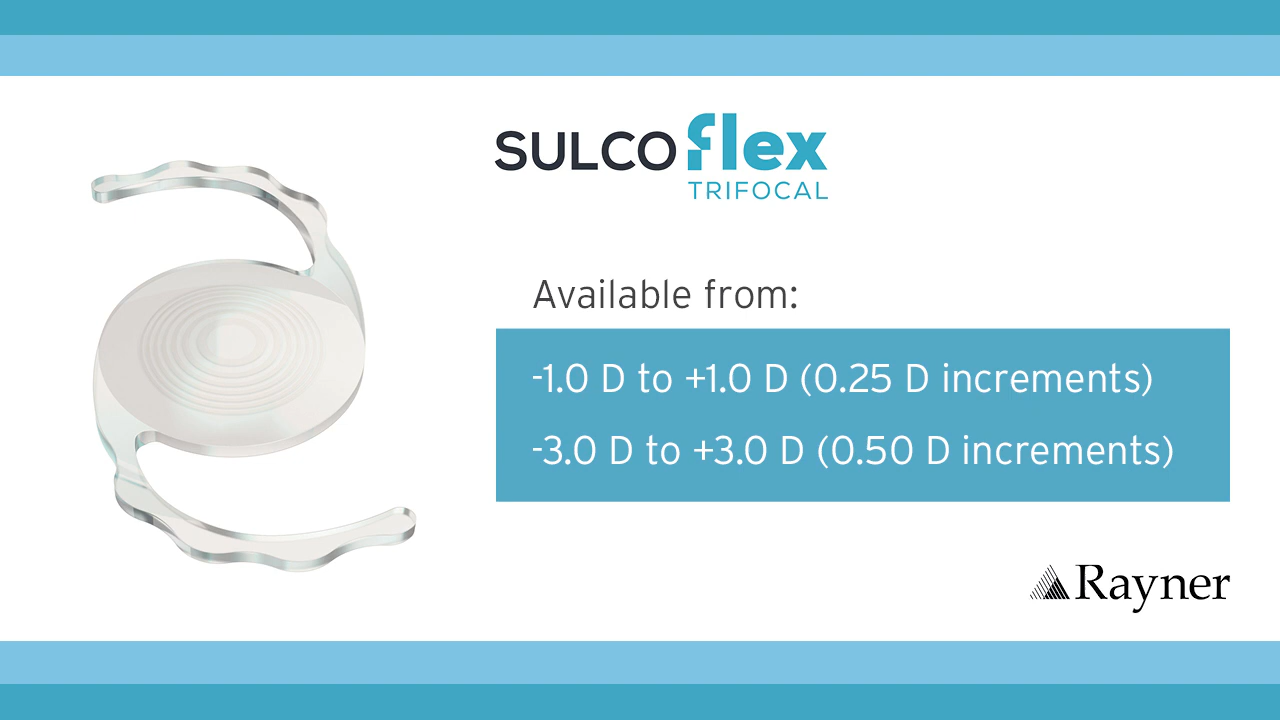 SULCOflex
TRIFOCAL
Available from:
-1.0 D to +1.0 D (0.25 D increments)
-3.0 D to +3.0 D (0.50 D increments)
Rayner